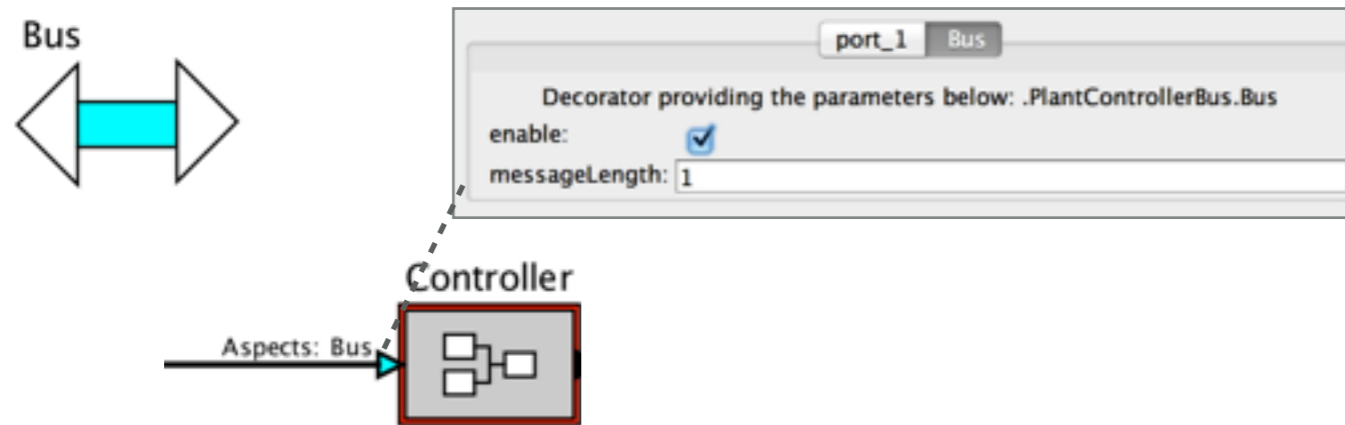 Bus
port_1 Bus
Decorator providing the parameters below: .PlantControllerBus.Bus
enable:
messageLength: 1
Controller
Aspects: Bus